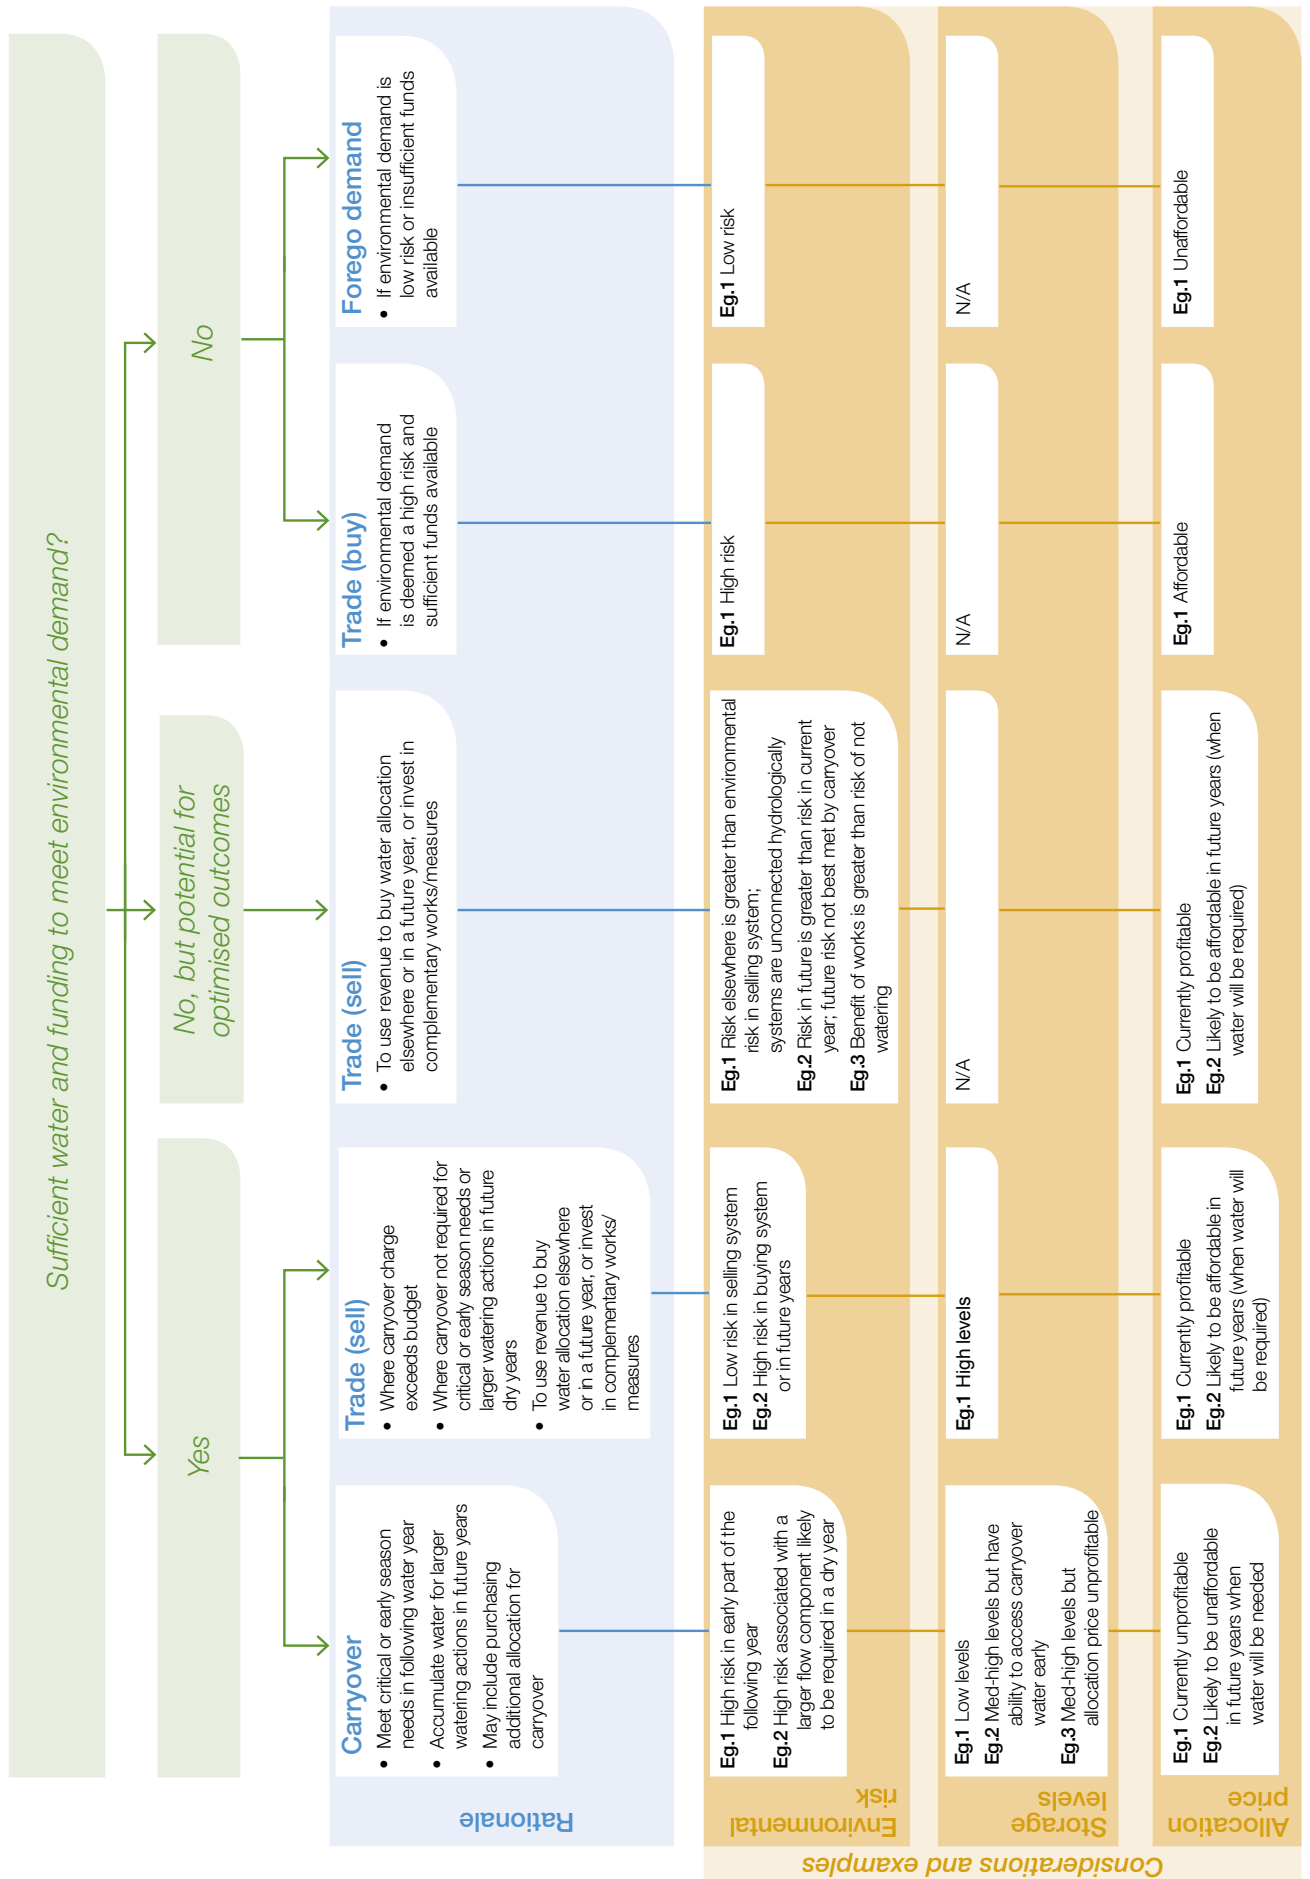 Sufficient water and funding to meet environmental demand?
Yes
No, but potential for
optimised outcomes
No
Rationale
Carryover
• Meet critical or early season
needs in following water year
• Accumulate water for larger
watering actions in future years
• May include purchasing
additional allocation for
carryover
Trade (sell)
• Where carryover charge
exceeds budget
• Where carryover not required for
critical or early season needs or
larger watering actions in future
dry years
• To use revenue to buy
water allocation elsewhere
or in a future year, or invest
in complementary works/
measures
Trade (sell)
• To use revenue to buy water allocation
elsewhere or in a future year, or invest in
complementary works/measures
Trade (buy)
• If environmental demand
is deemed a high risk and
sufficient funds available
Forego demand
• If environmental demand is
low risk or insufficient funds
available
Considerations and examples
Environmental
risk
Eg.1 High risk in early part of the
following year
Eg.2 High risk associated with a
larger flow component likely
to be required in a dry year
Eg.1 Low risk in selling system
Eg.2 High risk in buying system
or in future years
Eg.1 Risk elsewhere is greater than environmental
risk in selling system;
systems are unconnected hydrologically
Eg.2 Risk in future is greater than risk in current
year; future risk not best met by carryover
Eg.3 Benefit of works is greater than risk of not
watering
Eg.1 High risk
Eg.1 Low risk
Storage
levels
Eg.1 Low levels
Eg.2 Med-high levels but have
ability to access carryover
water early
Eg.3 Med-high levels but
allocation price unprofitable
Eg.1 High levels
N/A
N/A
N/A
Allocation
price
Eg.1 Currently unprofitable
Eg.2 Likely to be unaffordable
in future years when
water will be needed
Eg.1 Currently profitable
Eg.2 Likely to be affordable in
future years (when water will
be required)
Eg.1 Currently profitable
Eg.2 Likely to be affordable in future years (when
water will be required)
Eg.1 Affordable
Eg.1 Unaffordable